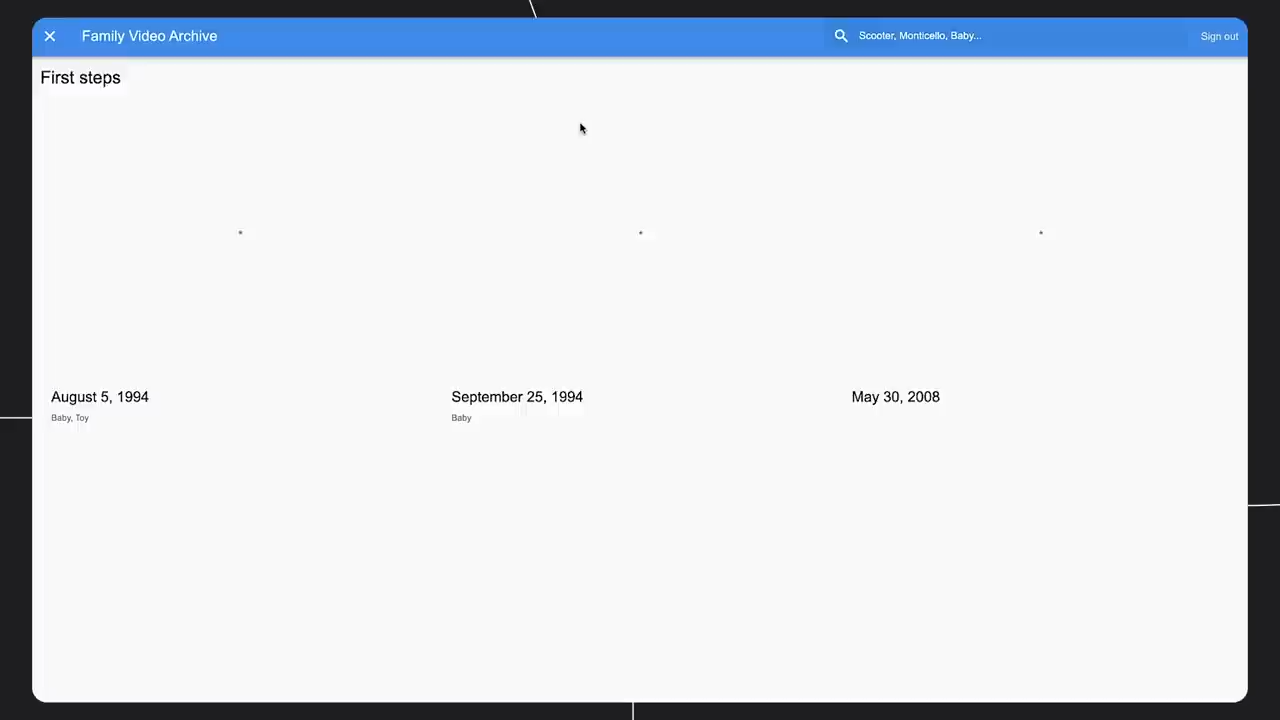 Family Video Archive
Scooter, Monticello, Baby...
Sign out
First steps
August 5, 1994
Baby, Toy
September 25, 1994
Baby
May 30, 2008